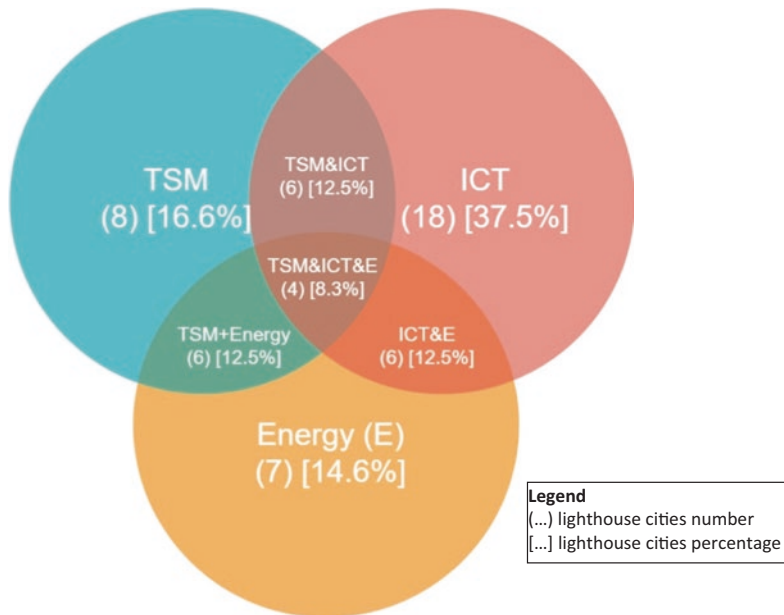 TSM
(8) [16.6%]
TSM&ICT
(6) [12.5%]
ICT
(18) [37.5%]
TSM&ICT&E
(4) [8.3%]
TSM+Energy
(6) [12.5%]
ICT&E
(6) [12.5%]
Energy (E)
(7) [14.6%]
Legend
(...) lighthouse cities number
[...] lighthouse cities percentage